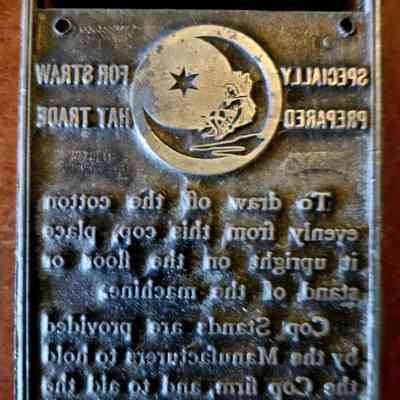 SPECIALLY FOR STRAW
PREPARED HAT TRADE
To draw off the cotton
evenly from this cop, place
it upright on the floor or
stand of the machine.
Cop Stands are provided
by the Manufacturers to hold
the Cop firm, and to aid the